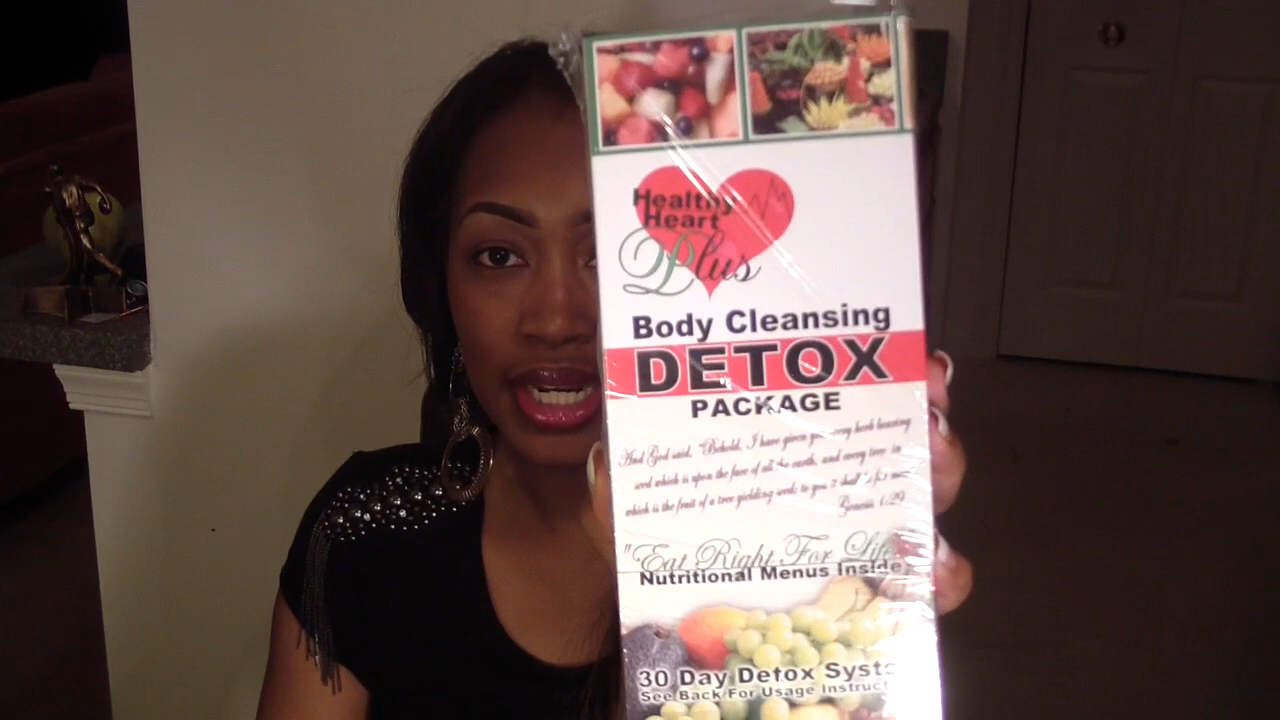 Healthy
Heart
Plus
Body Cleansing
DETOX
PACKAGE
And God said, "Behold, I have given herb bearing
seed which is upon the face of all the earth, and every tree in
which is the fruit of a tree yielding seed; to you it shall
Genesis 1:29
"Eat Right For Life
Nutritional Menus Inside
30 Day Detox Syste
See Back For Usage Instruct